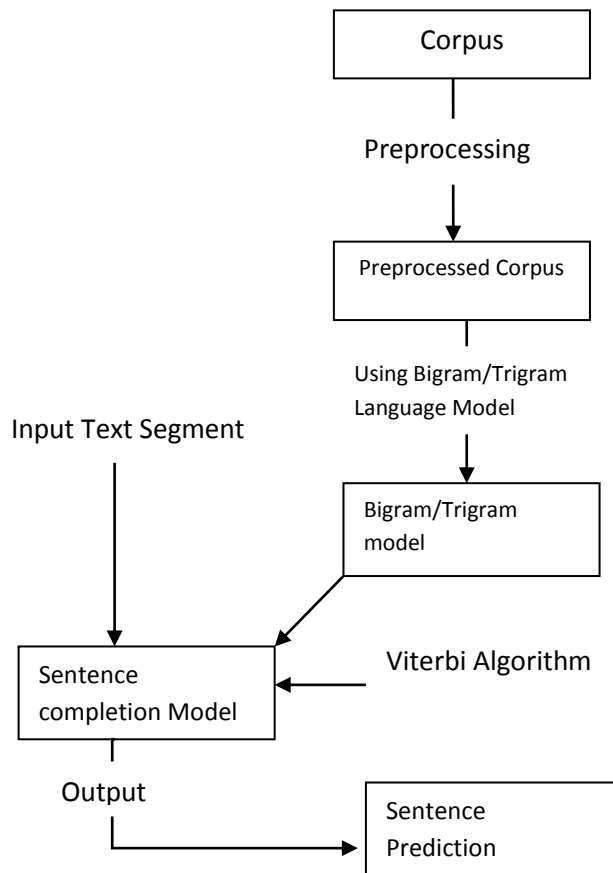 Corpus
Preprocessing
Preprocessed Corpus
Using Bigram/Trigram
Language Model
Input Text Segment
Bigram/Trigram
model
Viterbi Algorithm
Sentence
completion Model
Output
Sentence
Prediction